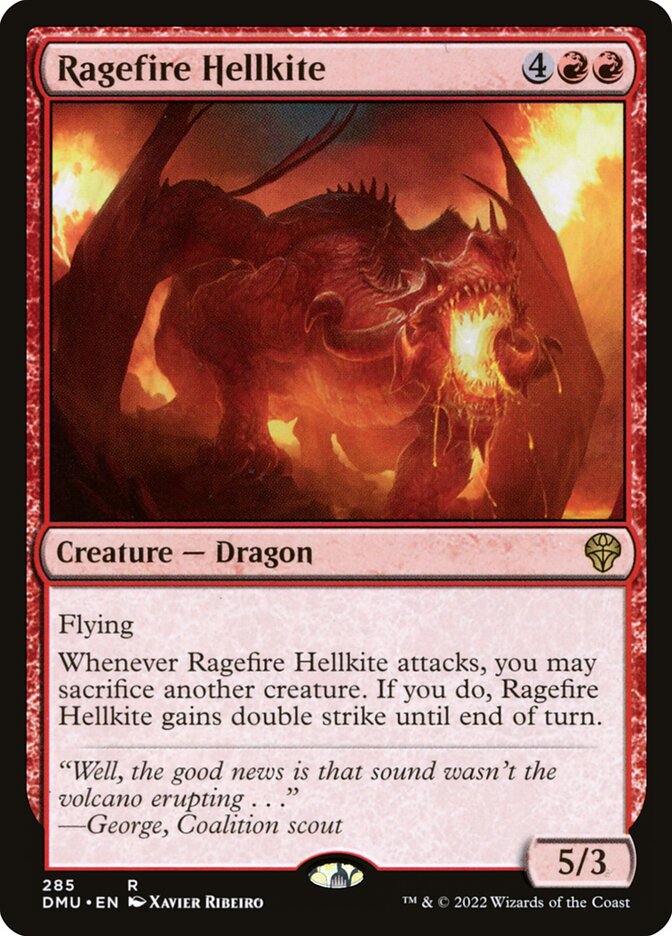 Ragefire Hellkite 4
Creature — Dragon
Flying
Whenever Ragefire Hellkite attacks, you may
sacrifice another creature. If you do, Ragefire
Hellkite gains double strike until end of turn.
“Well, the good news is that sound wasn’t the
volcano erupting . . .”
—George, Coalition scout
5/3
285 R
DMU • EN Xavier Ribeiro
™ & © 2022 Wizards of the Coast